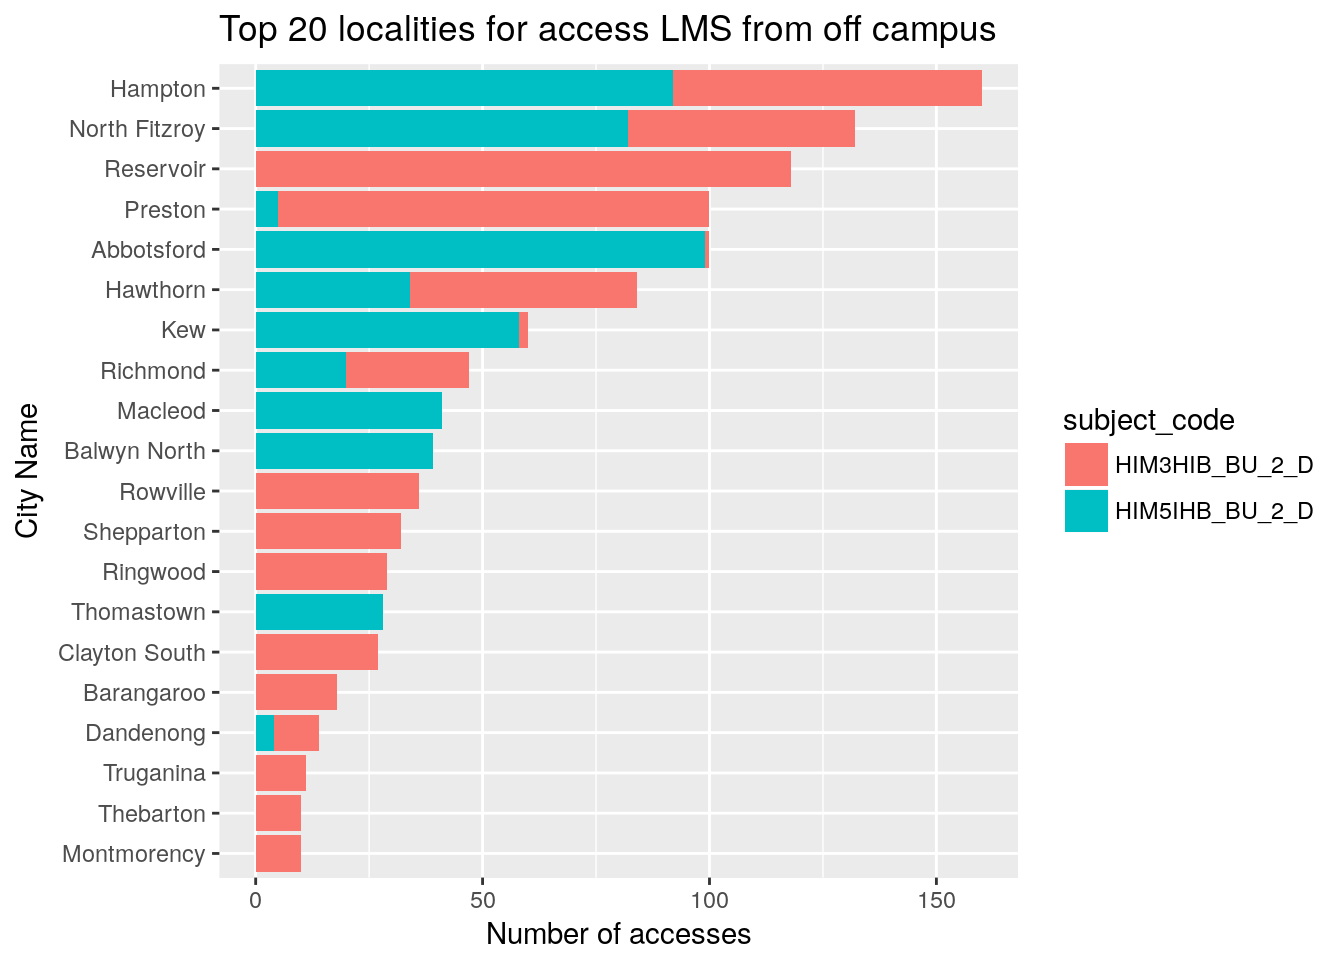 Top 20 localities for access LMS from off campus
Hampton
North Fitzroy
Reservoir
Preston
Abbotsford
Hawthorn
Kew
Richmond
Macleod
Balwyn North
Rowville
Shepparton
Ringwood
Thomastown
Clayton South
Barangaroo
Dandenong
Truganina
Thebarton
Montmorency
City Name
0 50 100 150
Number of accesses
subject_code
HIM3HIB_BU_2_D
HIM5IHB_BU_2_D